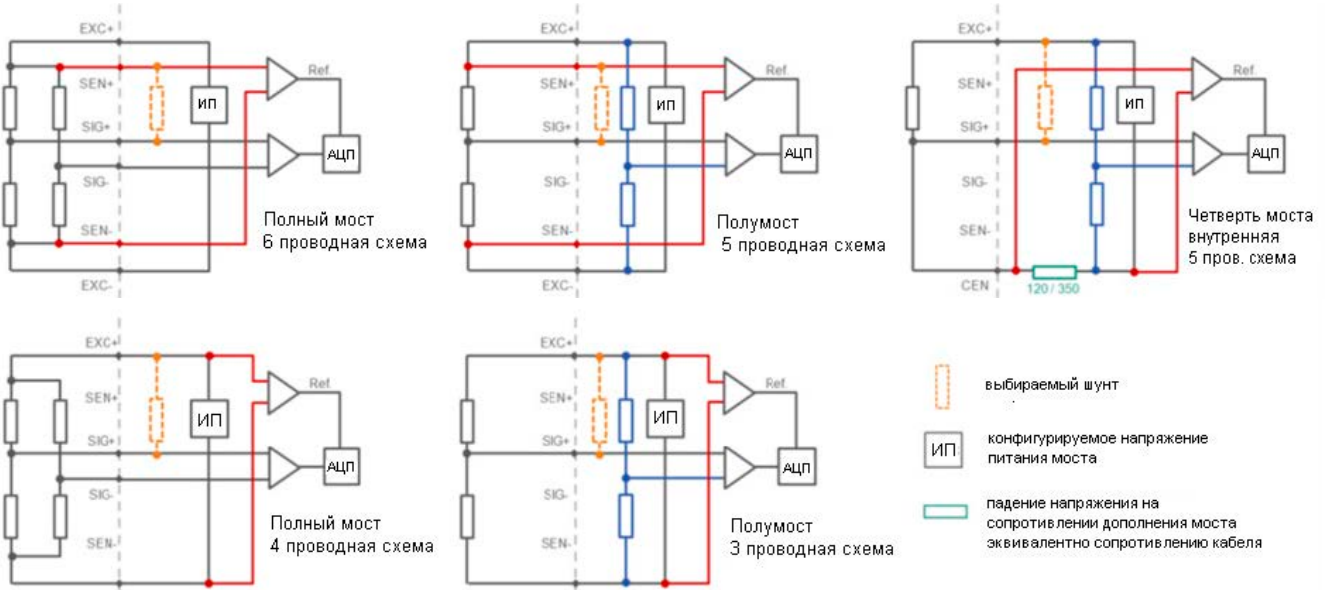 EXC+
SEN+
SIG+
SIG-
SEN-
EXC-
Ref.
ИП
АЦП
Полный мост
6 проводная схема
EXC+
SEN+
SIG+
SIG-
SEN-
EXC-
Ref.
ИП
АЦП
Полумост
5 проводная схема
EXC+
SEN+
SIG+
SIG-
SEN-
CEN
120 / 350
Ref.
ИП
АЦП
Четверть моста
внутренняя
5 пров. схема
EXC+
SEN+
SIG+
SIG-
SEN-
Ref.
ИП
АЦП
Полный мост
4 проводная схема
EXC+
SEN+
SIG+
SIG-
SEN-
Ref.
ИП
АЦП
Полумост
3 проводная схема
выбираемый шунт
ИП
конфигурируемое напряжение
питания моста
падение напряжения на
сопротивлении дополнения моста
эквивалентно сопротивлению кабеля